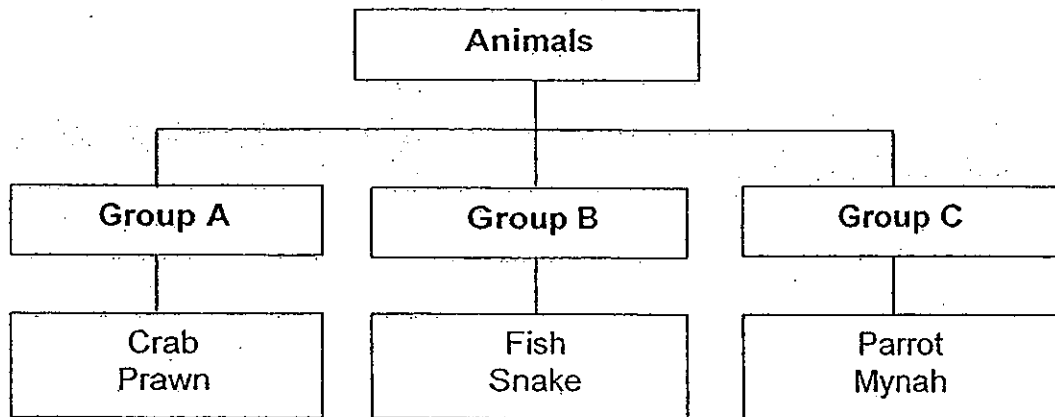 Animals
Group A
Group B
Group C
Crab
Prawn
Fish
Snake
Parrot
Mynah